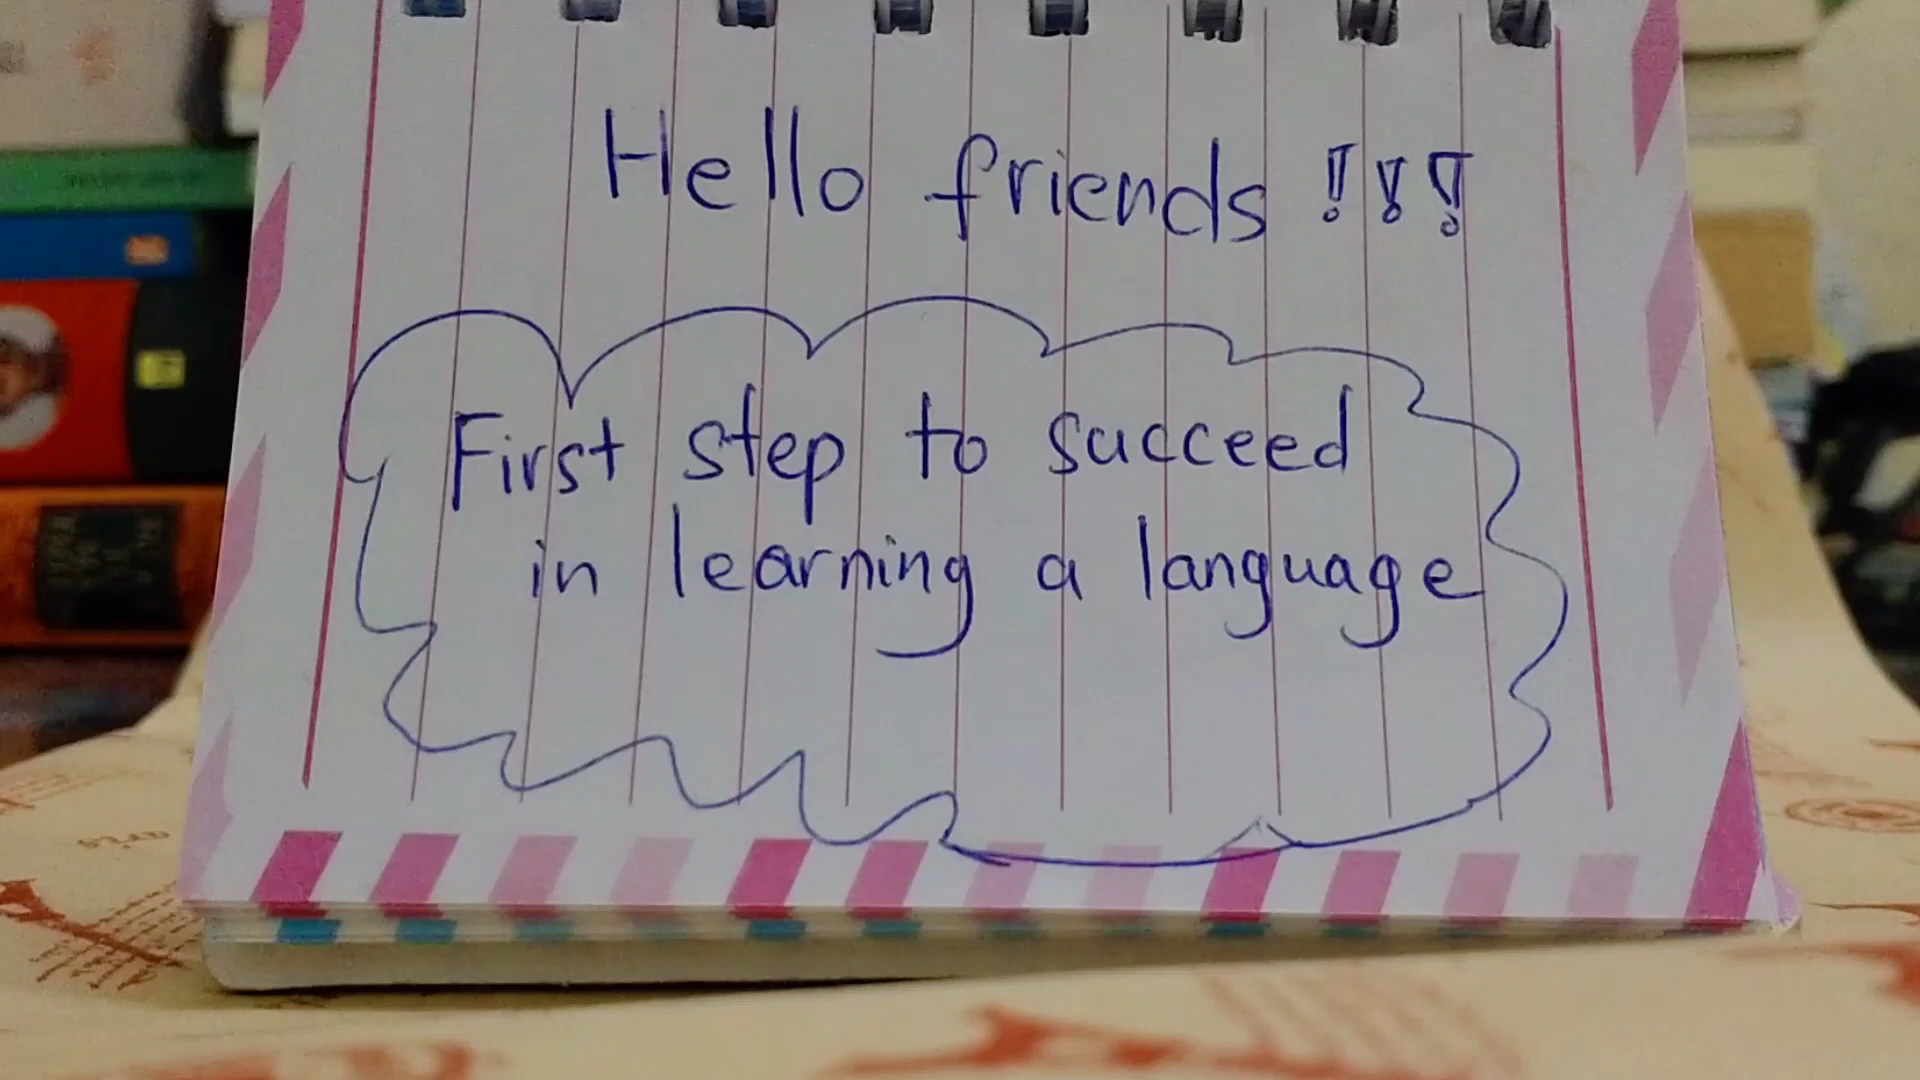 Hello friends !!!
First step to succeed
in learning a language